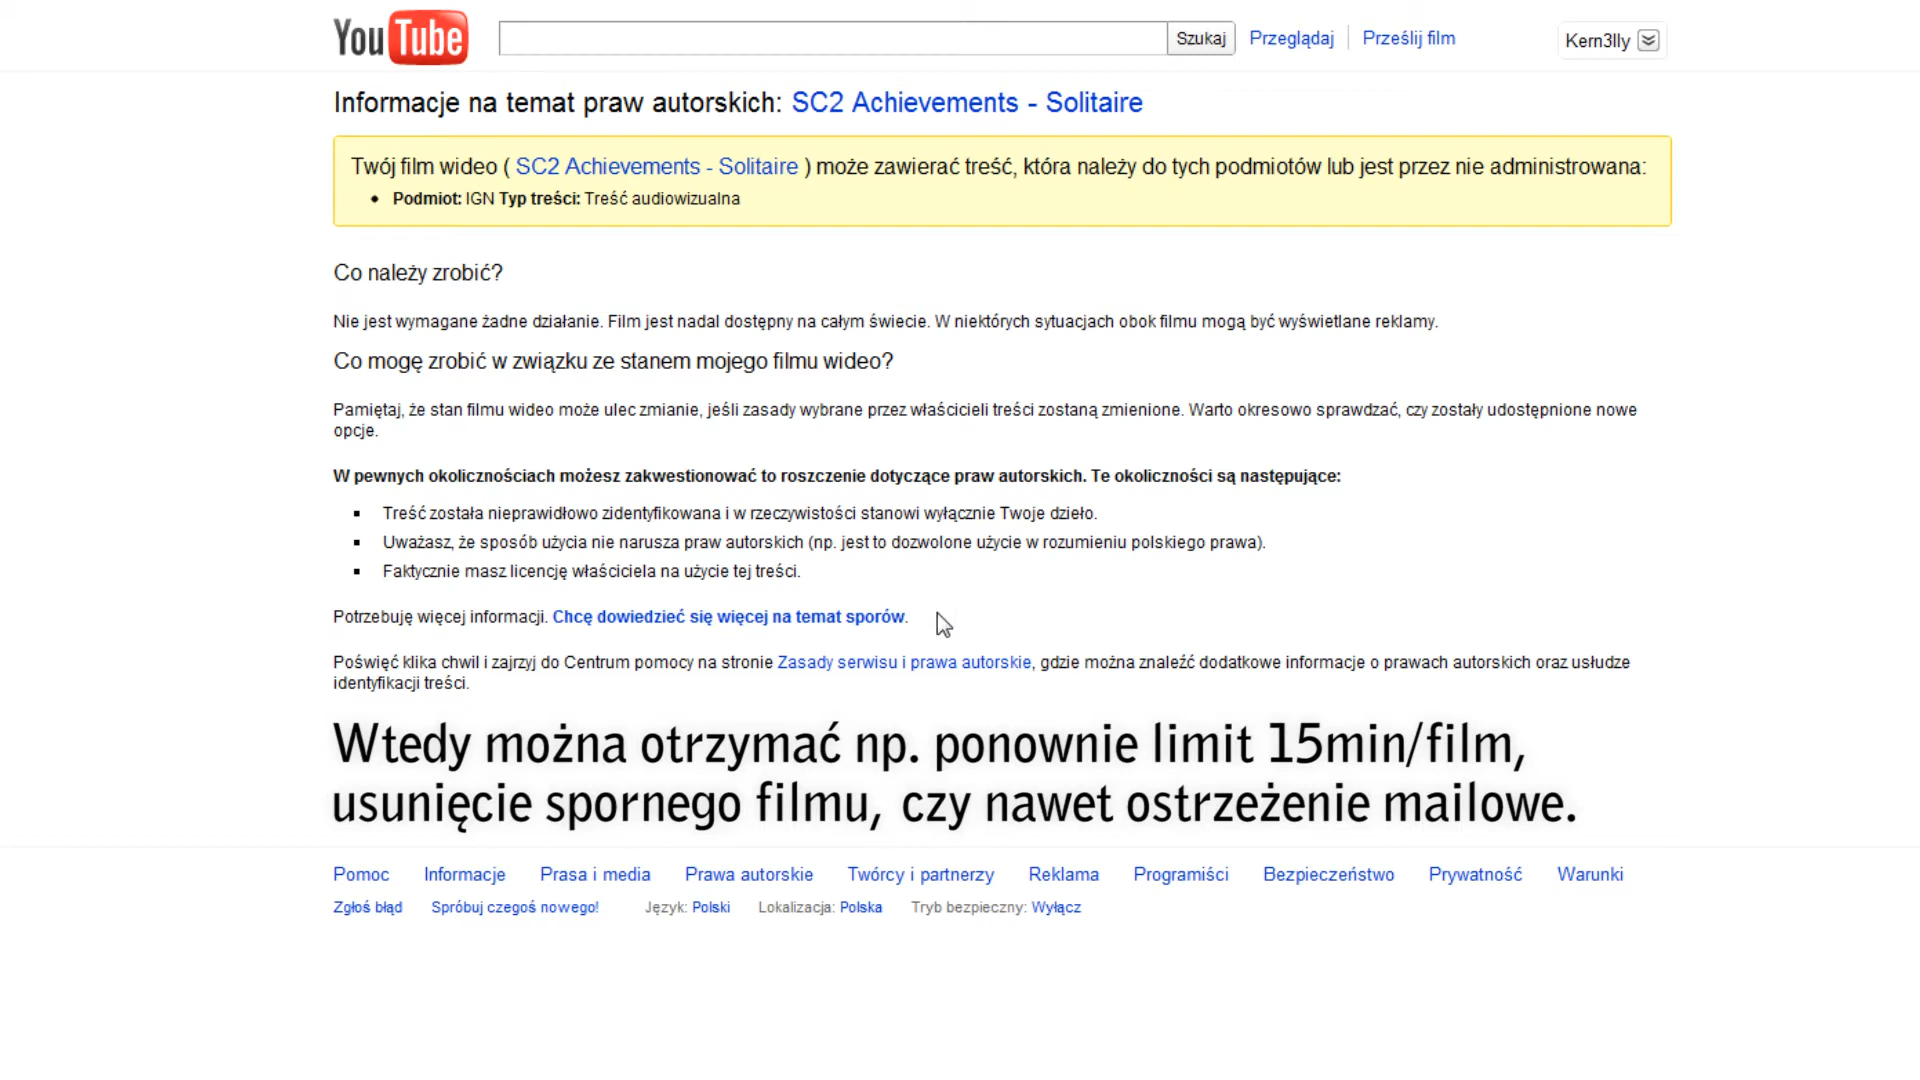 YouTube Szukaj Przeglądaj Prześlij film Kern3lly
Informacje na temat praw autorskich: SC2 Achievements - Solitaire
Twój film wideo ( SC2 Achievements - Solitaire ) może zawierać treść, która należy do tych podmiotów lub jest przez nie administrowana:
Podmiot: IGN Typ treści: Treść audiowizualna
Co należy zrobić?
Nie jest wymagane żadne działanie. Film jest nadal dostępny na całym świecie. W niektórych sytuacjach obok filmu mogą być wyświetlane reklamy.
Co mogę zrobić w związku ze stanem mojego filmu wideo?
Pamiętaj, że stan filmu wideo może ulec zmianie, jeśli zasady wybrane przez właścicieli treści zostaną zmienione. Warto okresowo sprawdzać, czy zostały udostępnione nowe
opcje.
W pewnych okolicznościach możesz zakwestionować to roszczenie dotyczące praw autorskich. Te okoliczności są następujące:
Treść została nieprawidłowo zidentyfikowana i w rzeczywistości stanowi wyłącznie Twoje dzieło.
Uważasz, że sposób użycia nie narusza praw autorskich (np. jest to dozwolone użycie w rozumieniu polskiego prawa).
Faktycznie masz licencję właściciela na użycie tej treści.
Potrzebuję więcej informacji. Chcę dowiedzieć się więcej na temat sporów.
Poświęć klika chwil i zajrzyj do Centrum pomocy na stronie Zasady serwisu i prawa autorskie, gdzie można znaleźć dodatkowe informacje o prawach autorskich oraz usłudze
identyfikacji treści.
Wtedy można otrzymać np. ponownie limit 15min/film,
usunięcie spornego filmu, czy nawet ostrzeżenie mailowe.
Pomoc Informacje Prasa i media Prawa autorskie Twórcy i partnerzy Reklama Programiści Bezpieczeństwo Prywatność Warunki
Zgłoś błąd Spróbuj czegoś nowego! Język: Polski Lokalizacja: Polska Tryb bezpieczny: Wyłącz